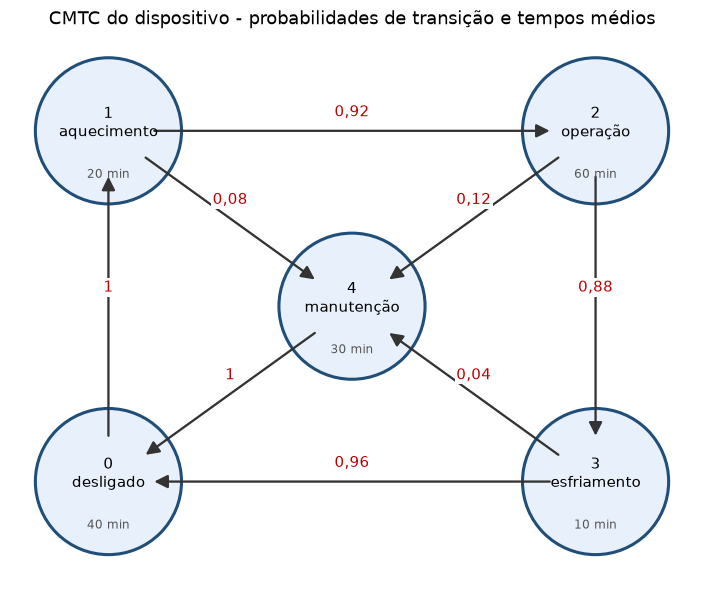 CMTC do dispositivo - probabilidades de transição e tempos médios
1
aquecimento
20 min
0,92
2
operação
60 min
0,08
0,12
1
4
manutenção
30 min
0,88
1
0,04
0
desligado
40 min
0,96
3
esfriamento
10 min